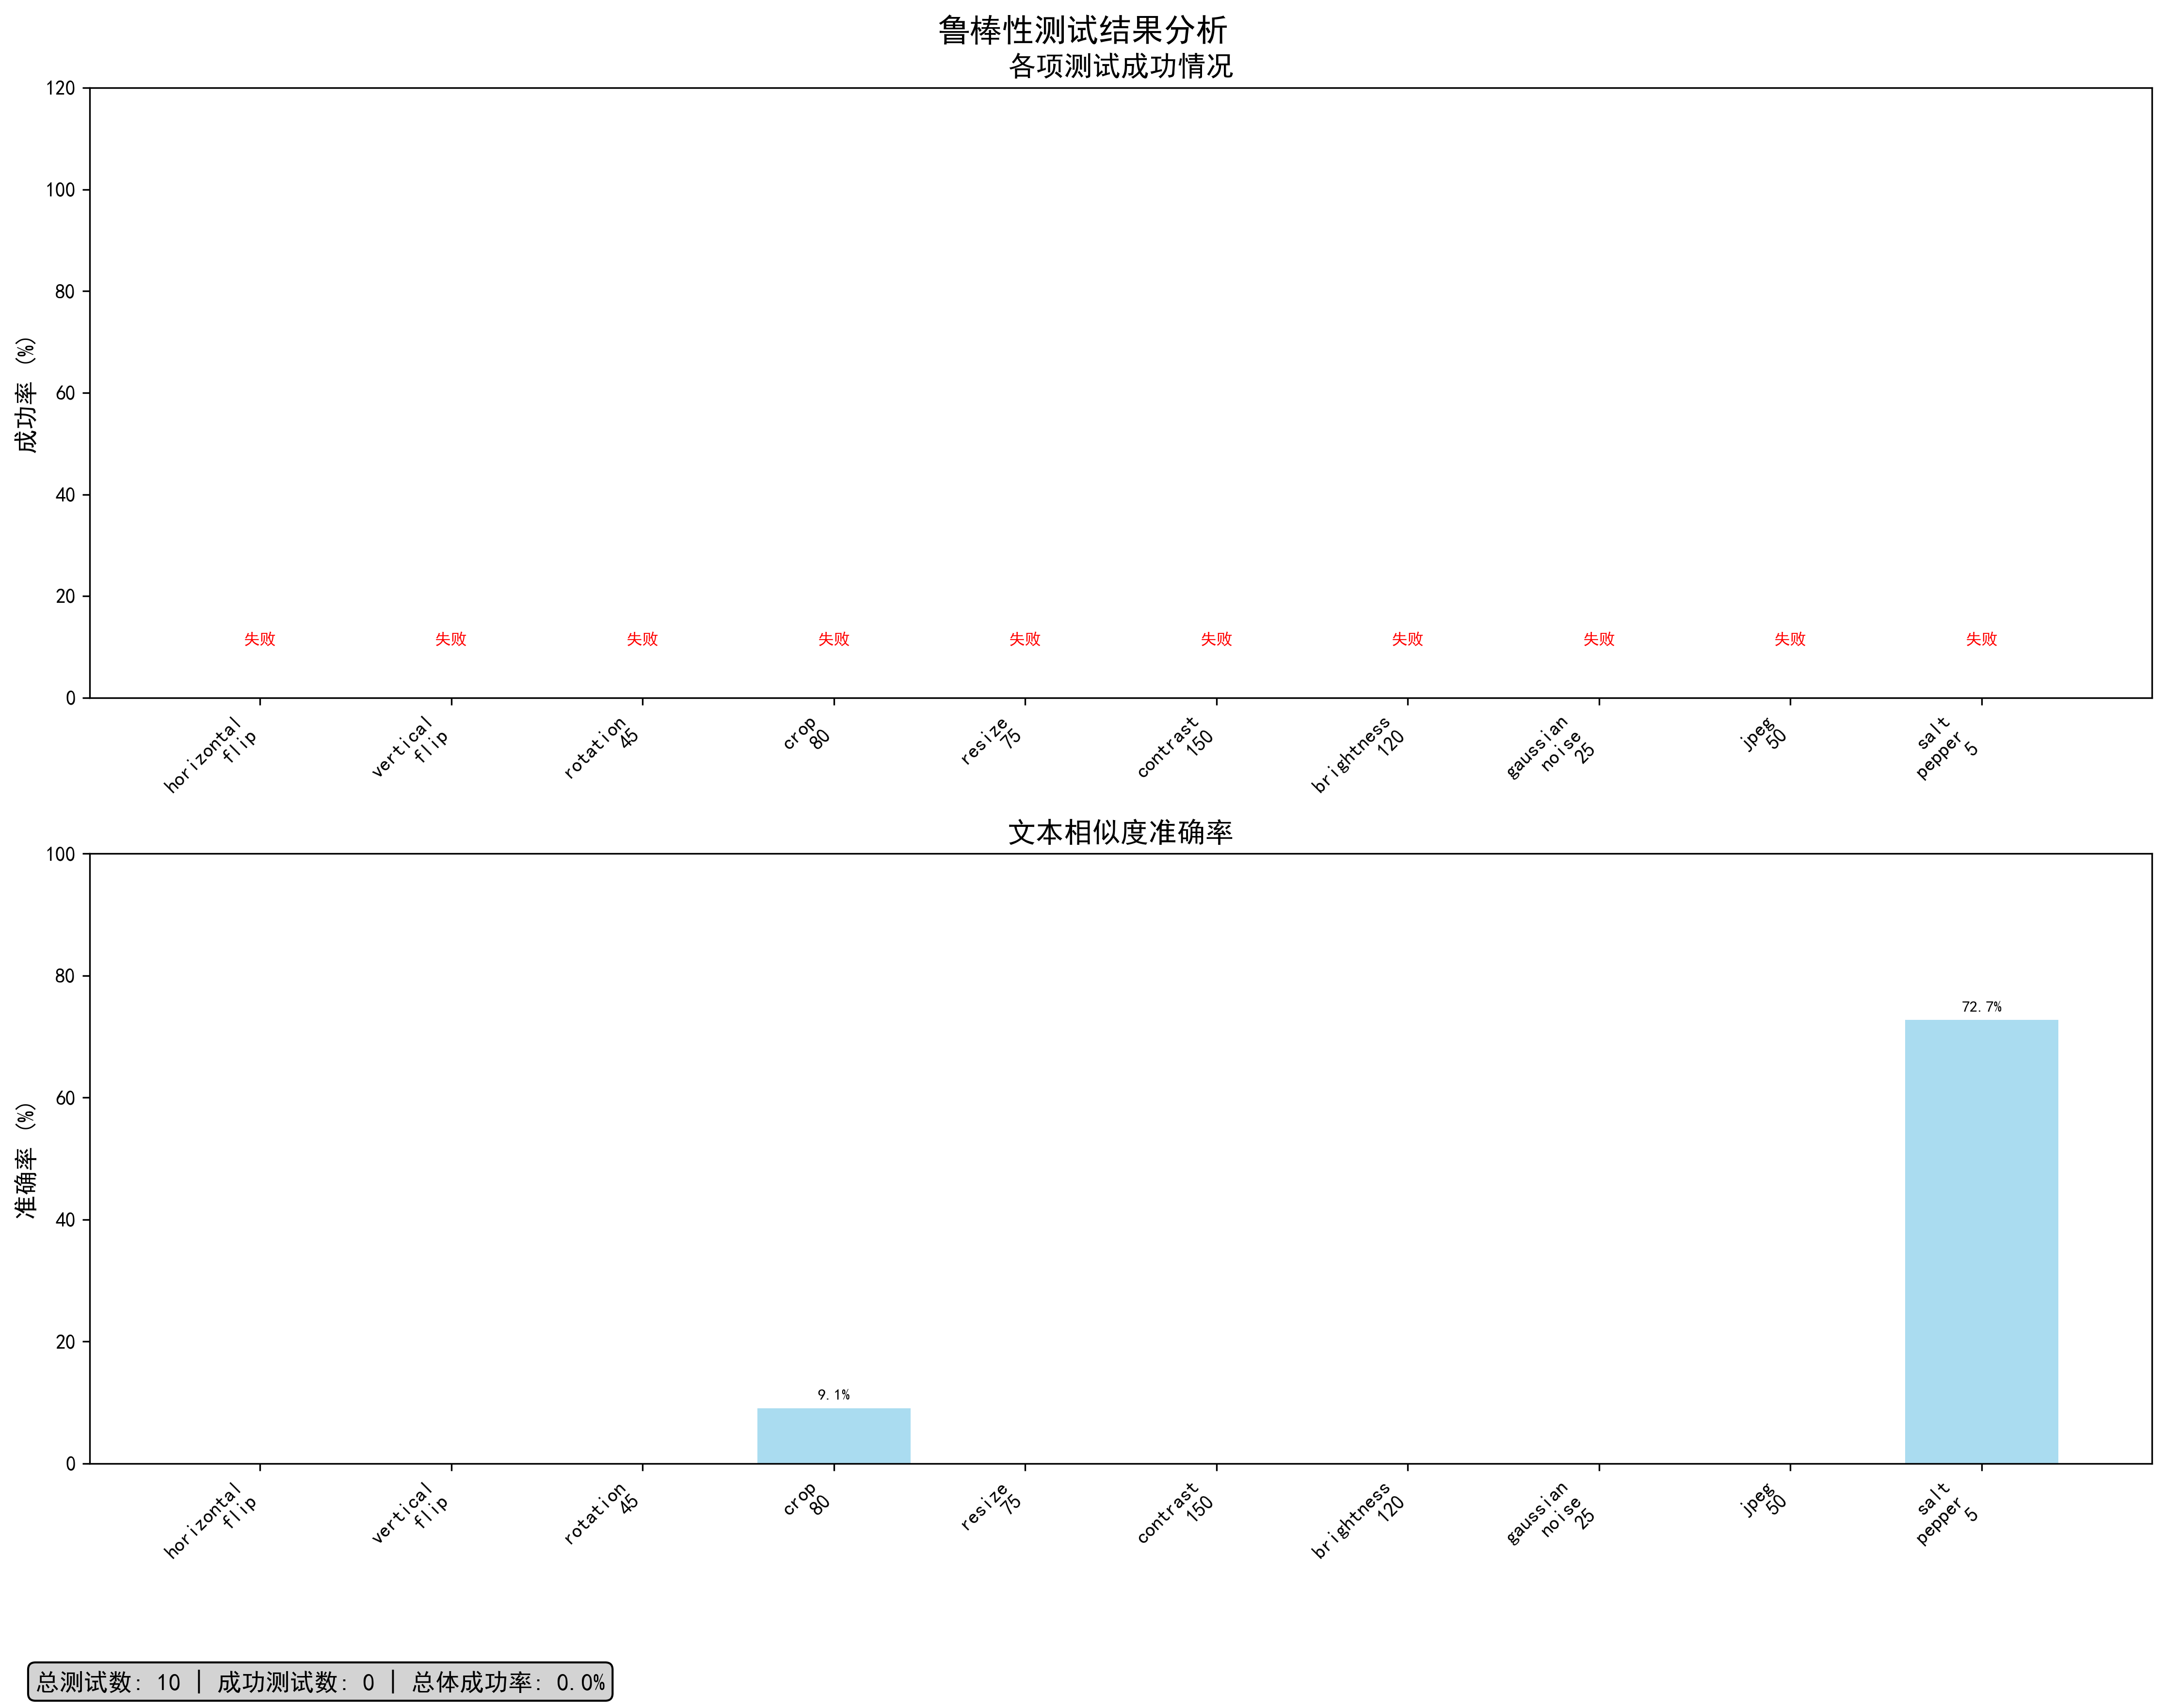 鲁棒性测试结果分析
各项测试成功情况
成功率 (%)
120
100
80
60
40
20
0
失败 失败 失败 失败 失败 失败 失败 失败 失败 失败
horizontal
flip
vertical
flip
rotation
45
crop
80
resize
75
contrast
150
brightness
120
gaussian
noise
25
jpeg
50
salt
pepper
5
文本相似度准确率
准确率 (%)
100
80
60
40
20
0
9.1%
72.7%
horizontal
flip
vertical
flip
rotation
45
crop
80
resize
75
contrast
150
brightness
120
gaussian
noise
25
jpeg
50
salt
pepper
5
总测试数: 10 | 成功测试数: 0 | 总体成功率: 0.0%